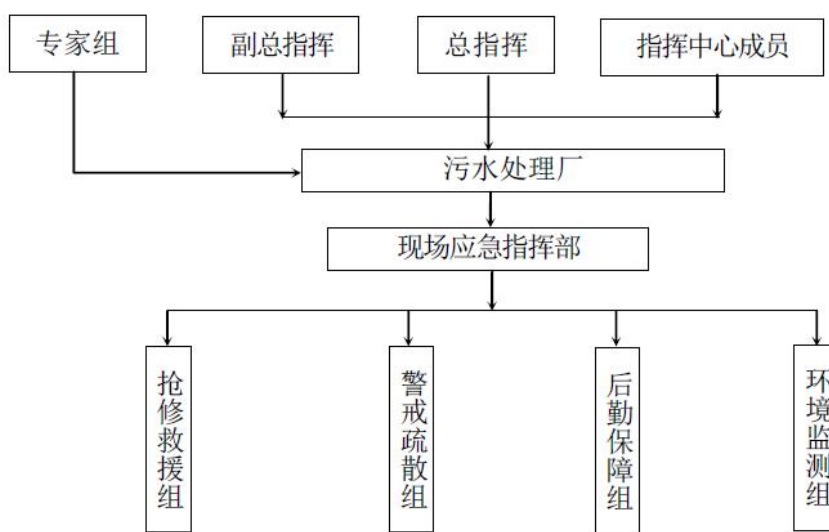 专家组
副总指挥
总指挥
指挥中心成员
污水处理厂
现场应急指挥部
抢修救援组
警戒疏散组
后勤保障组
环境监测组